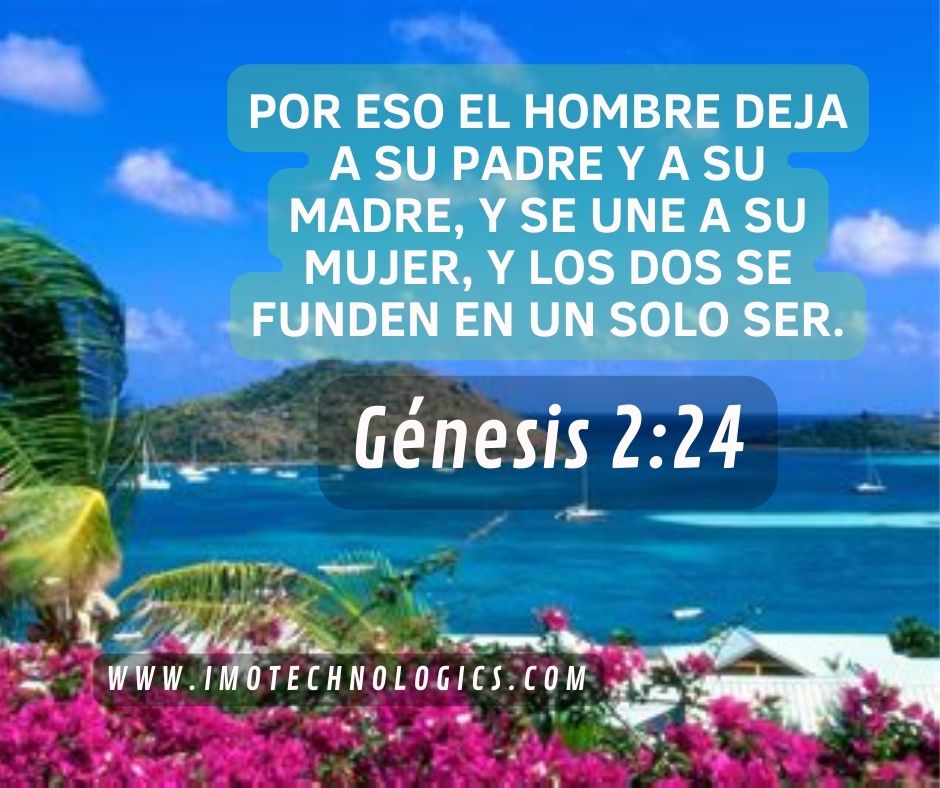 POR ESO EL HOMBRE DEJA
A SU PADRE Y A SU
MADRE, Y SE UNE A SU
MUJER, Y LOS DOS SE
FUNDEN EN UN SOLO SER.
Génesis 2:24
WWW.IMOTECHNOLOGICS.COM